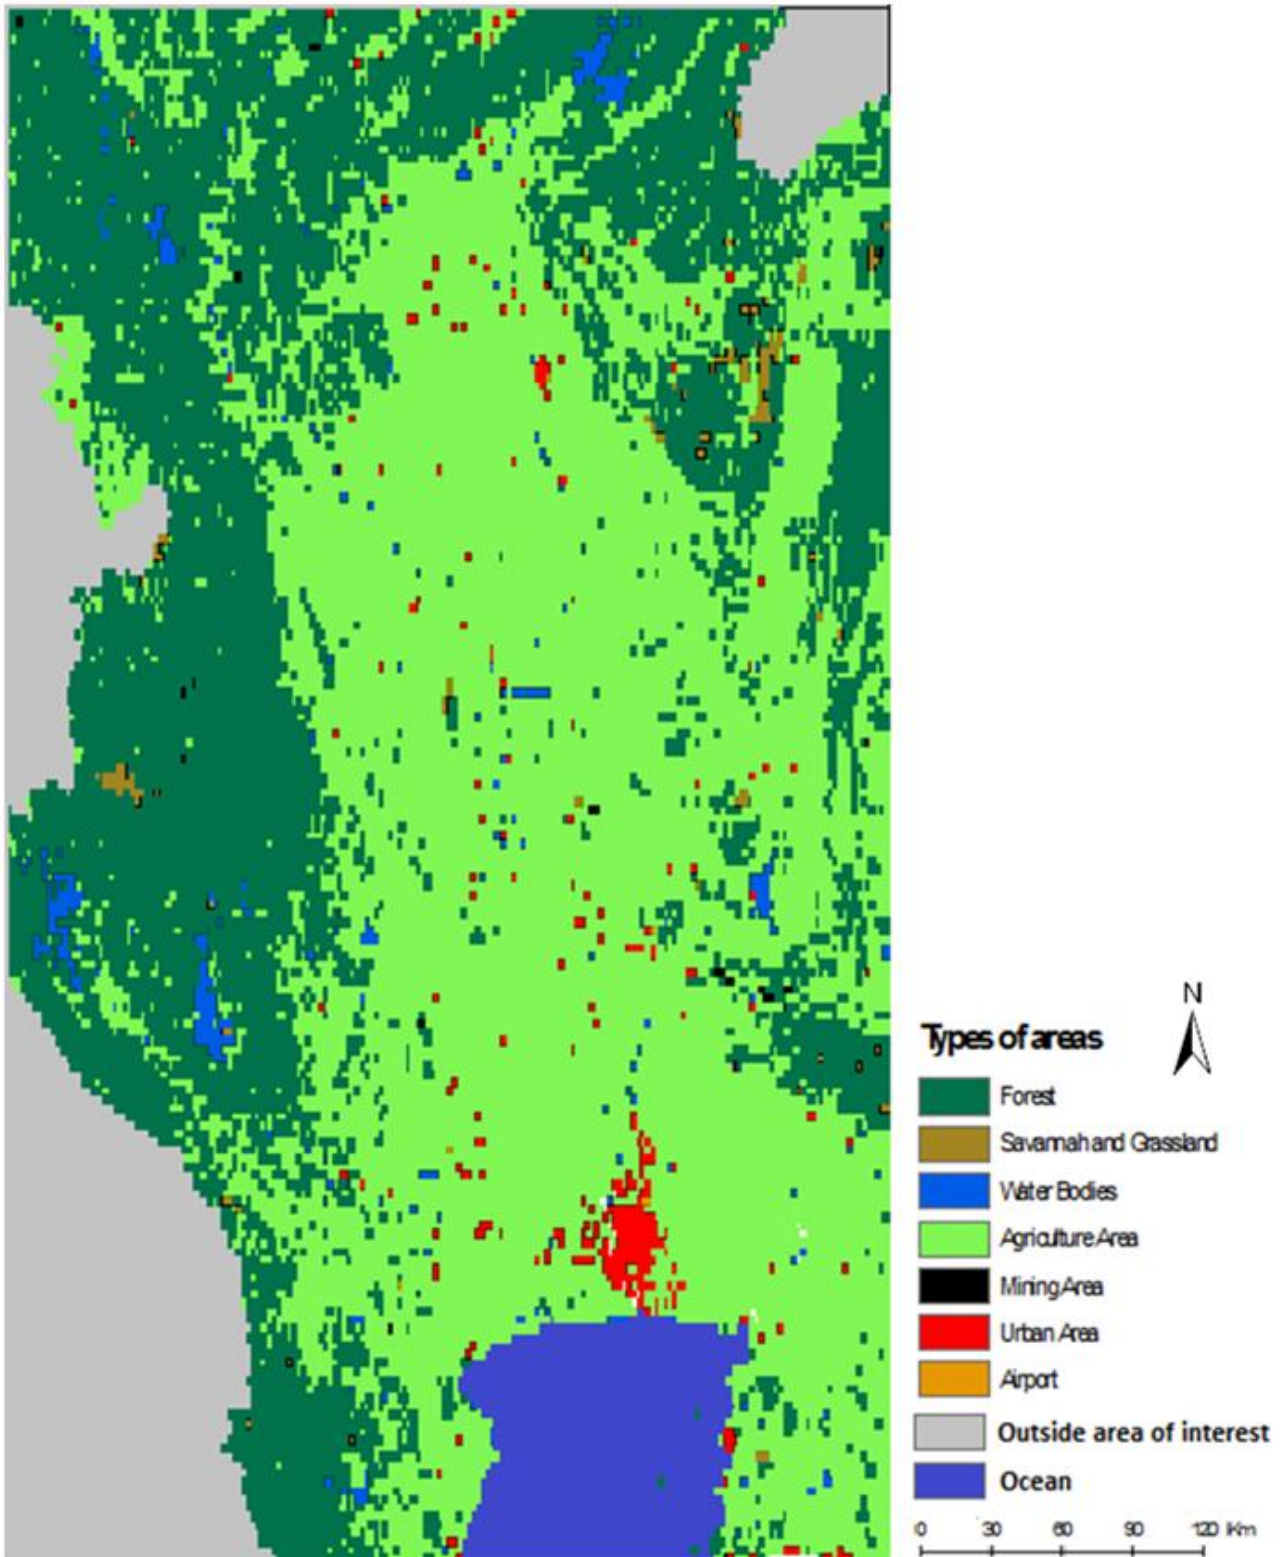 N
Types of areas
Forest
Savannah and Grassland
Water Bodies
Agriculture Area
Mining Area
Urban Area
Airport
Outside area of interest
Ocean
0 30 60 90 120 Km